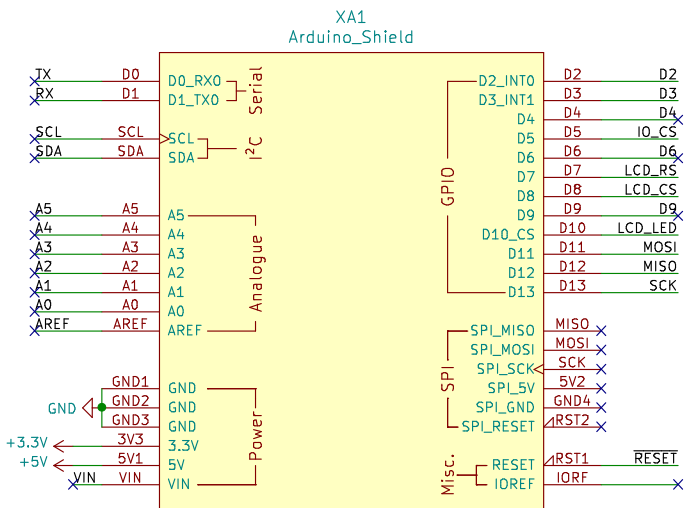 XA1
Arduino_Shield
TX D0 D0_RX0 D2_INT0 D2 D2
RX D1 D1_TX0 Serial D3_INT1 D3 D3
D4 D4 D4
SCL SCL SCL D5 D5 IO_CS
SDA SDA SDA I²C D6 D6 D6
D7 D7 LCD_RS
GPIO D8 D8 LCD_CS
A5 A5 A5 D9 D9 D9
A4 A4 A4 D10_CS D10 LCD_LED
A3 A3 A3 D11 D11 MOSI
A2 A2 A2 Analogue D12 D12 MISO
A1 A1 A1 D13 D13 SCK
A0 A0 A0
AREF AREF AREF SPI_MISO MISO
SPI_MOSI MOSI
SPI SPI_SCK SCK
GND1 GND SPI_5V 5V2
GND GND2 GND SPI_GND GND4
GND3 GND Power SPI_RESET RST2
+3.3V 3V3 3.3V
+5V 5V1 5V Misc. RESET RST1 RESET
VIN VIN VIN IOREF IORF